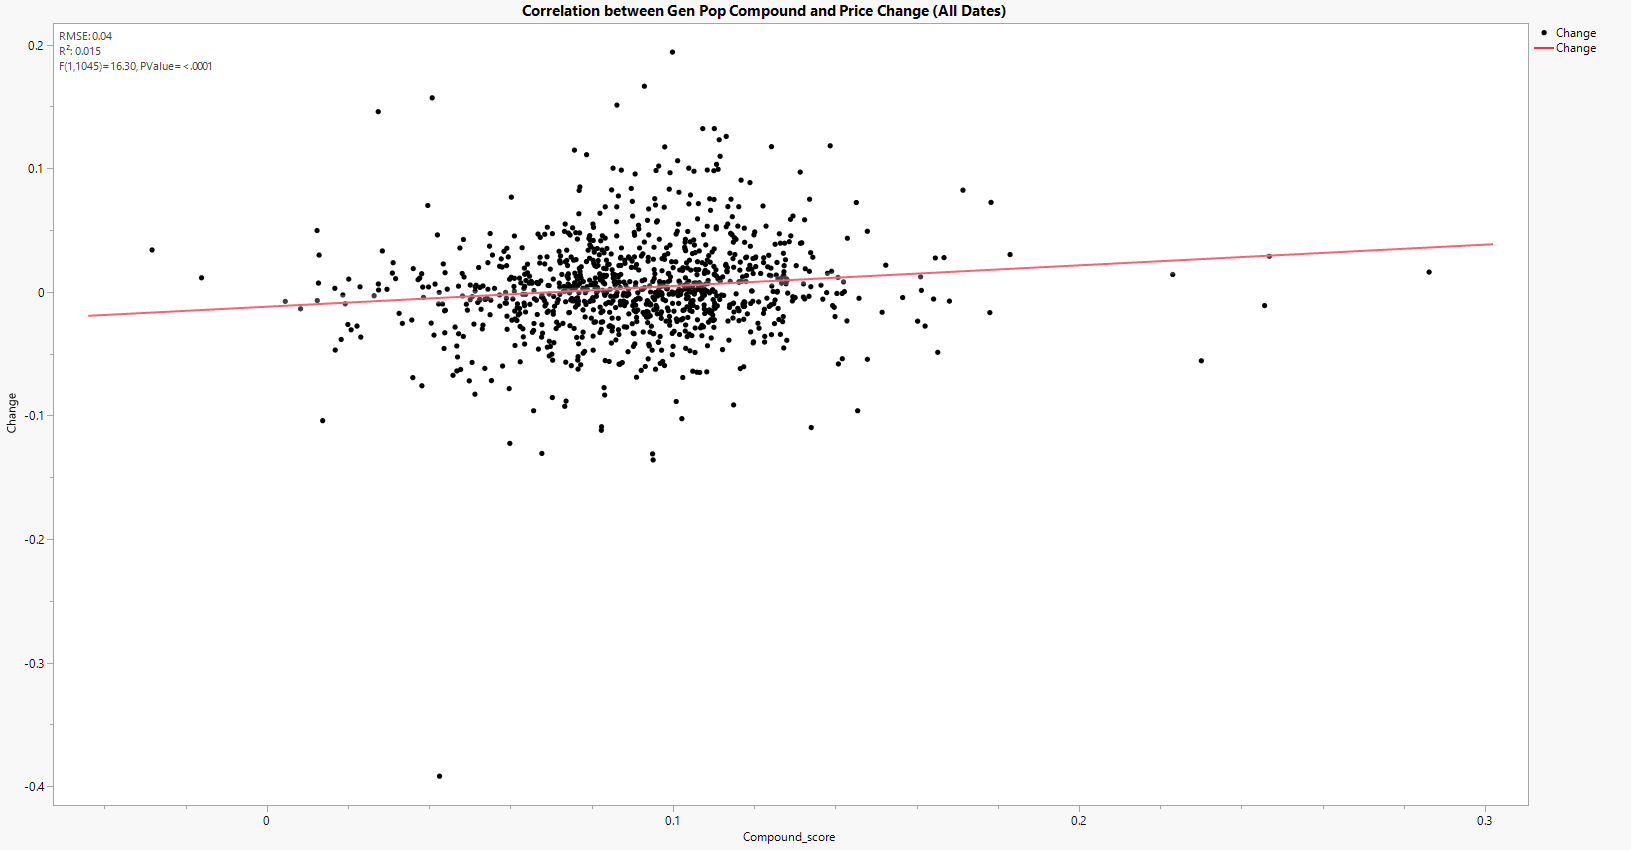 Correlation between Gen Pop Compound and Price Change (All Dates)
RMSE: 0.04
R²: 0.015
F(1,1045)=16.30, PValue=<.0001
Change
Change
0.2
0.1
0
-0.1
-0.2
-0.3
-0.4
Change
0
0.1
0.2
0.3
Compound_score